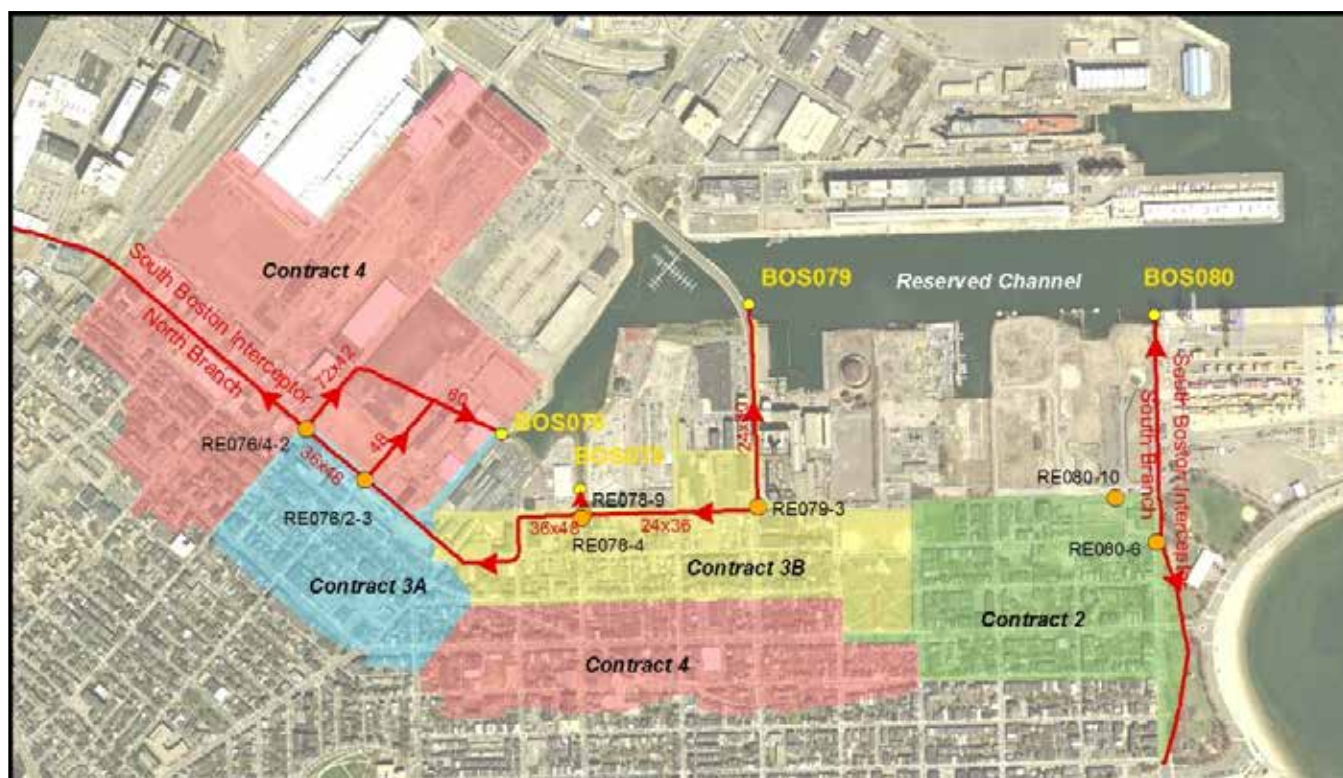 Contract 4
South Boston Interceptor
North Branch
72x42
60
48
36x48
RE076/4-2
RE076/2-3
BOS076
BOS079
BOS080
Reserved Channel
RE078-9
36x48
RE078-4
24x36
RE079-3
RE080-10
RE080-6
South Boston Interceptor
South Branch
Contract 3A
Contract 3B
Contract 2
Contract 4